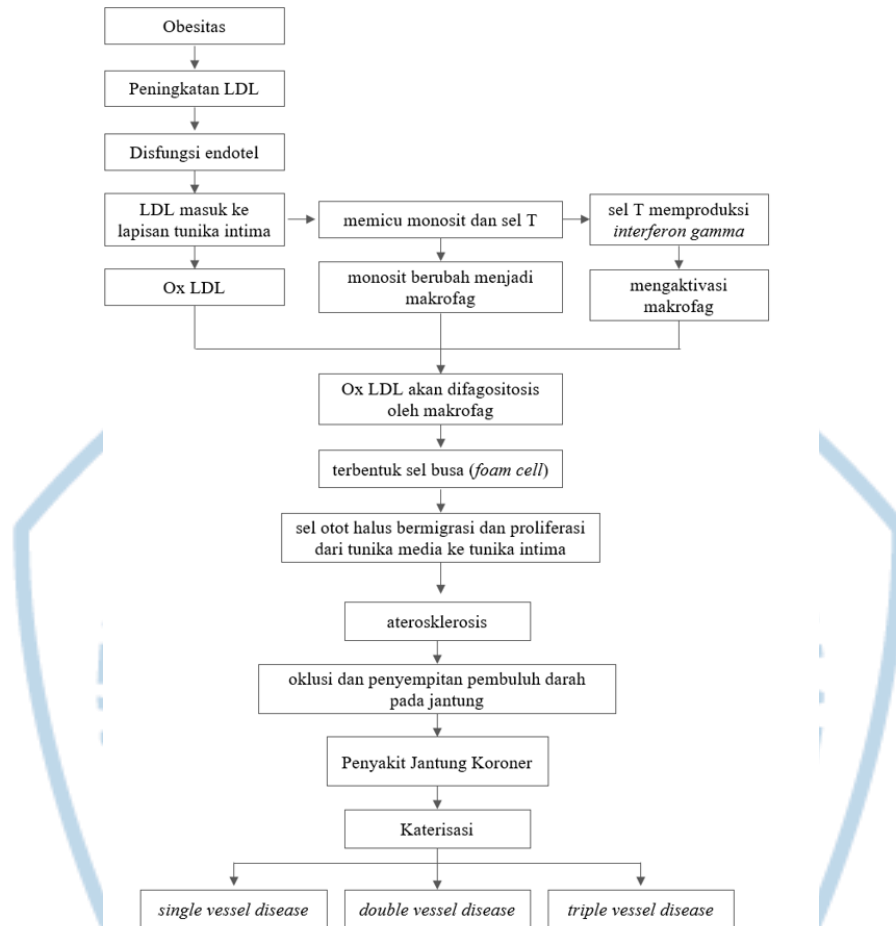 Obesitas
Peningkatan LDL
Disfungsi endotel
LDL masuk ke
lapisan tunika intima
memicu monosit dan sel T
sel T memproduksi
interferon gamma
Ox LDL
monosit berubah menjadi
makrofag
mengaktivasi
makrofag
Ox LDL akan difagositosis
oleh makrofag
terbentuk sel busa (foam cell)
sel otot halus bermigrasi dan proliferasi
dari tunika media ke tunika intima
aterosklerosis
oklusi dan penyempitan pembuluh darah
pada jantung
Penyakit Jantung Koroner
Katerisasi
single vessel disease
double vessel disease
triple vessel disease